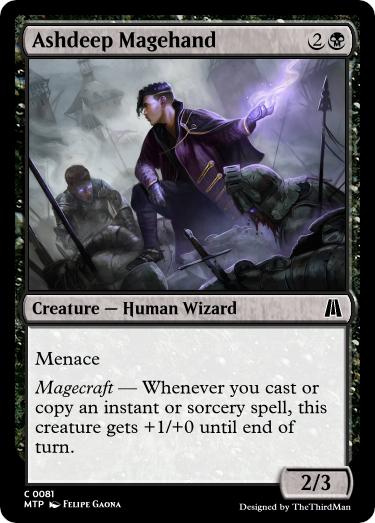 Ashdeep Magehand 2
Creature — Human Wizard
Menace
Magecraft — Whenever you cast or
copy an instant or sorcery spell, this
creature gets +1/+0 until end of
turn.
2/3
C 0081
MTP Felipe Gaona
Designed by TheThirdMan